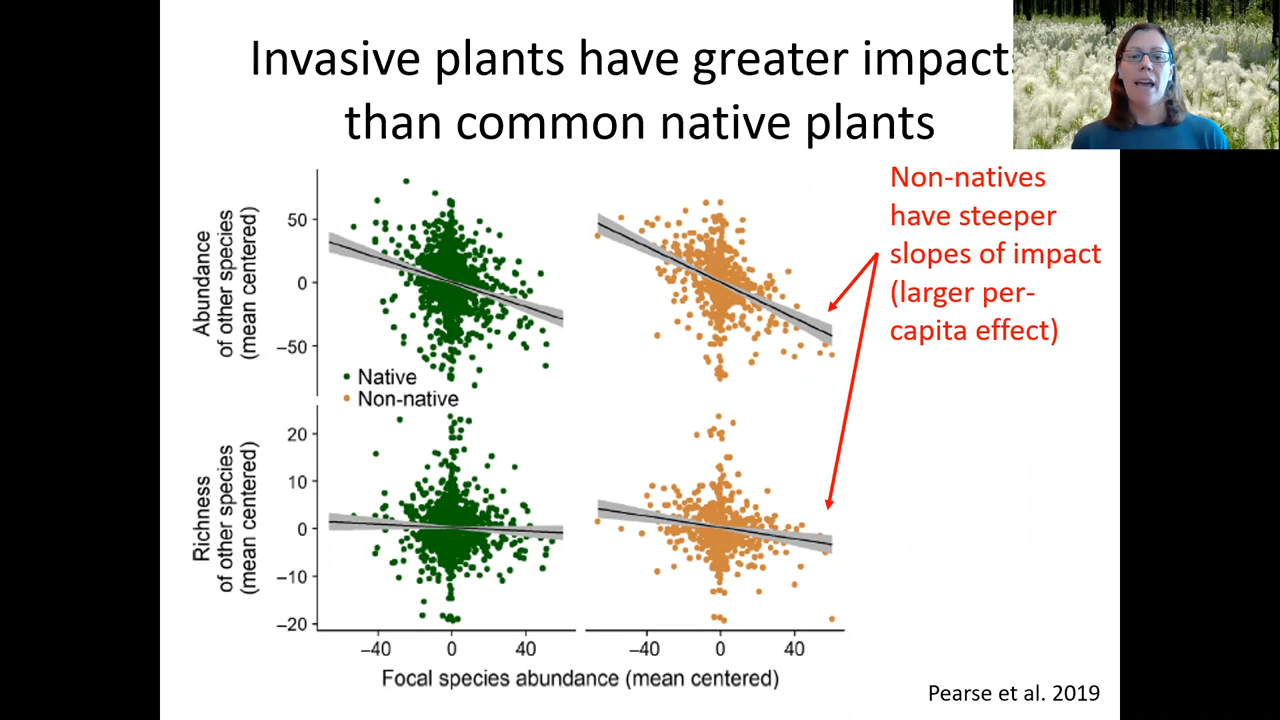 Invasive plants have greater impacts
than common native plants
Non-natives
have steeper
slopes of impact
(larger per-
capita effect)
Abundance
of other species
(mean centered)
50
0
−50
Native
Non-native
Richness
of other species
(mean centered)
20
10
0
−10
−20
−40
0
40
−40
0
40
Focal species abundance (mean centered)
Pearse et al. 2019